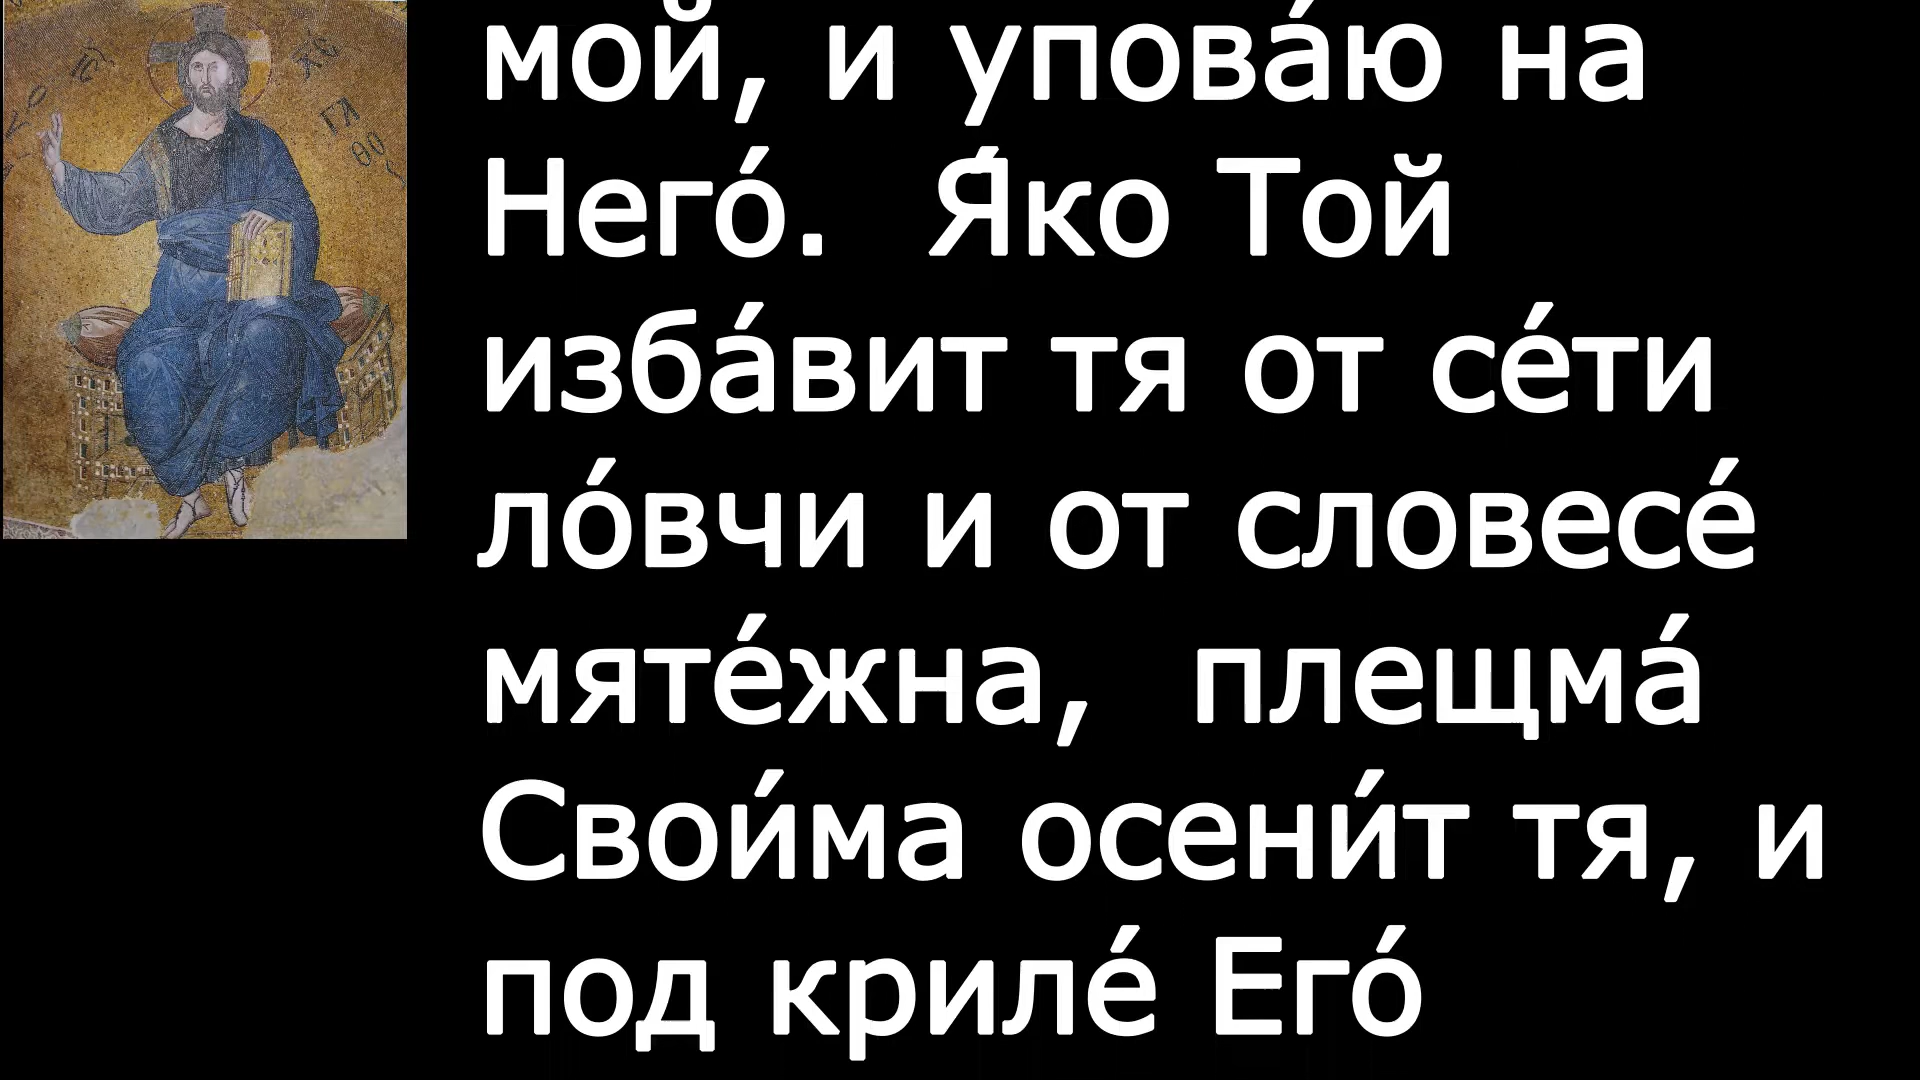 мой, и упова́ю на
Него́. Я́ко Той
изба́вит тя от се́ти
ло́вчи и от словесе́
мяте́жна, плещма́
Свои́ма осени́т тя, и
под криле́ Его́